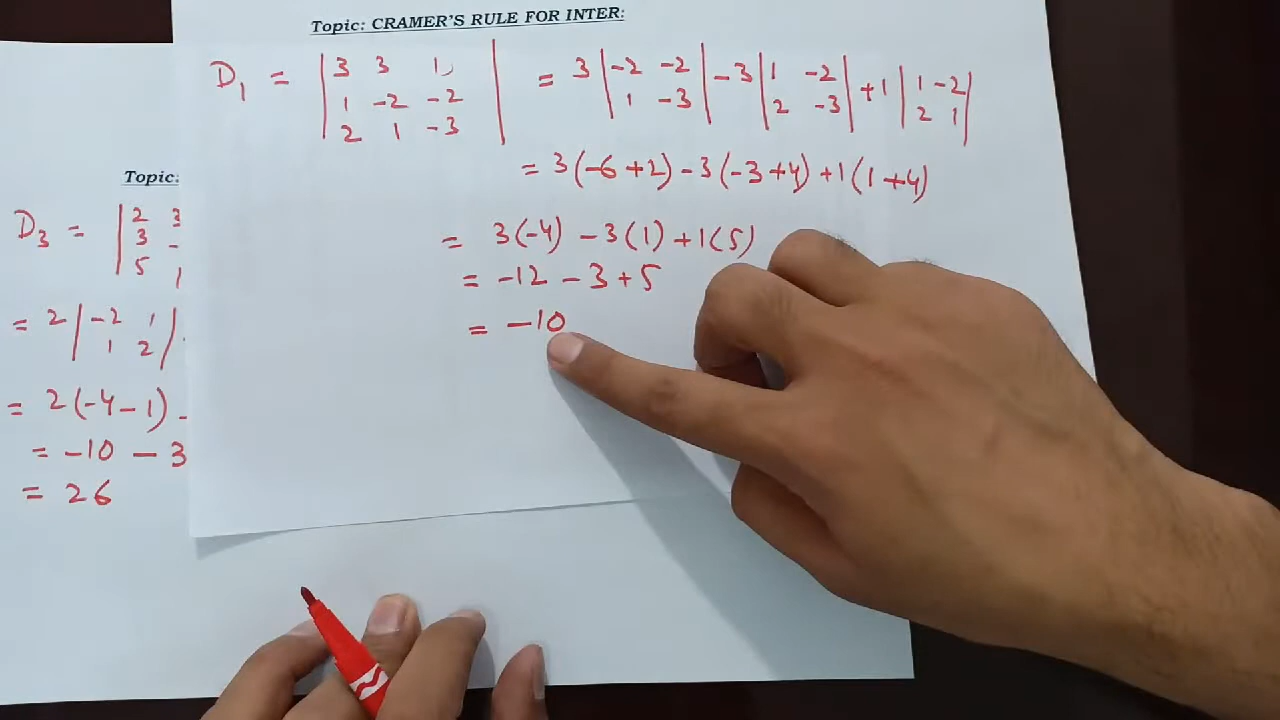 Topic: CRAMER'S RULE FOR INTER:
D1 = | 3 3 1 | = 3 | -2 -2 | -3 | 1 -2 | +1 | 1 -2 |
| 1 -2 -2 | | 1 -3 | | 2 -3 | | 2 1 |
| 2 1 -3 |
= 3(-6+2) -3(-3+4) +1(1+4)
= 3(-4) -3(1) +1(5)
= -12 -3 +5
= -10
Topic:
D3 = | 2 3
3 -
5 1
= 2 | -2 1 |
| 1 2 |
= 2(-4 -1) -
= -10 -3
= 26